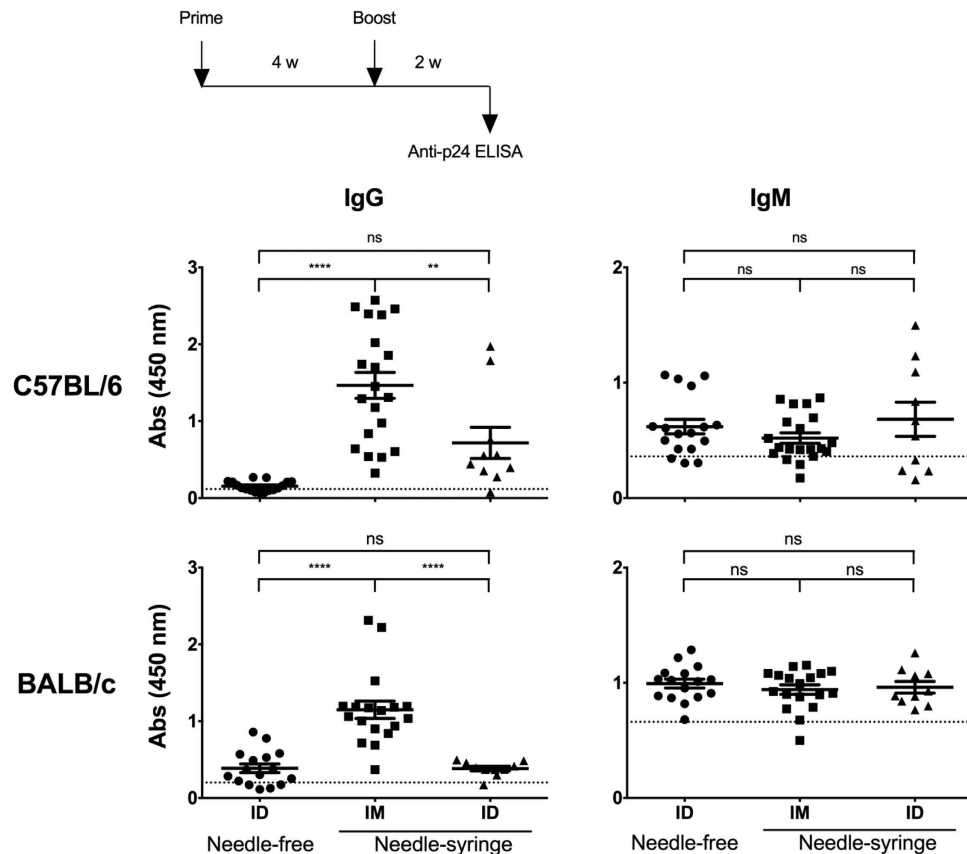 Prime
Boost
4 w
2 w
Anti-p24 ELISA
IgG
IgM
C57BL/6
Abs (450 nm)
ns
****
**
3
2
1
0
ns
ns
ns
2
1
0
BALB/c
Abs (450 nm)
ns
****
****
3
2
1
0
ID
IM
ID
Needle-free
Needle-syringe
ns
ns
ns
2
1
0
ID
IM
ID
Needle-free
Needle-syringe